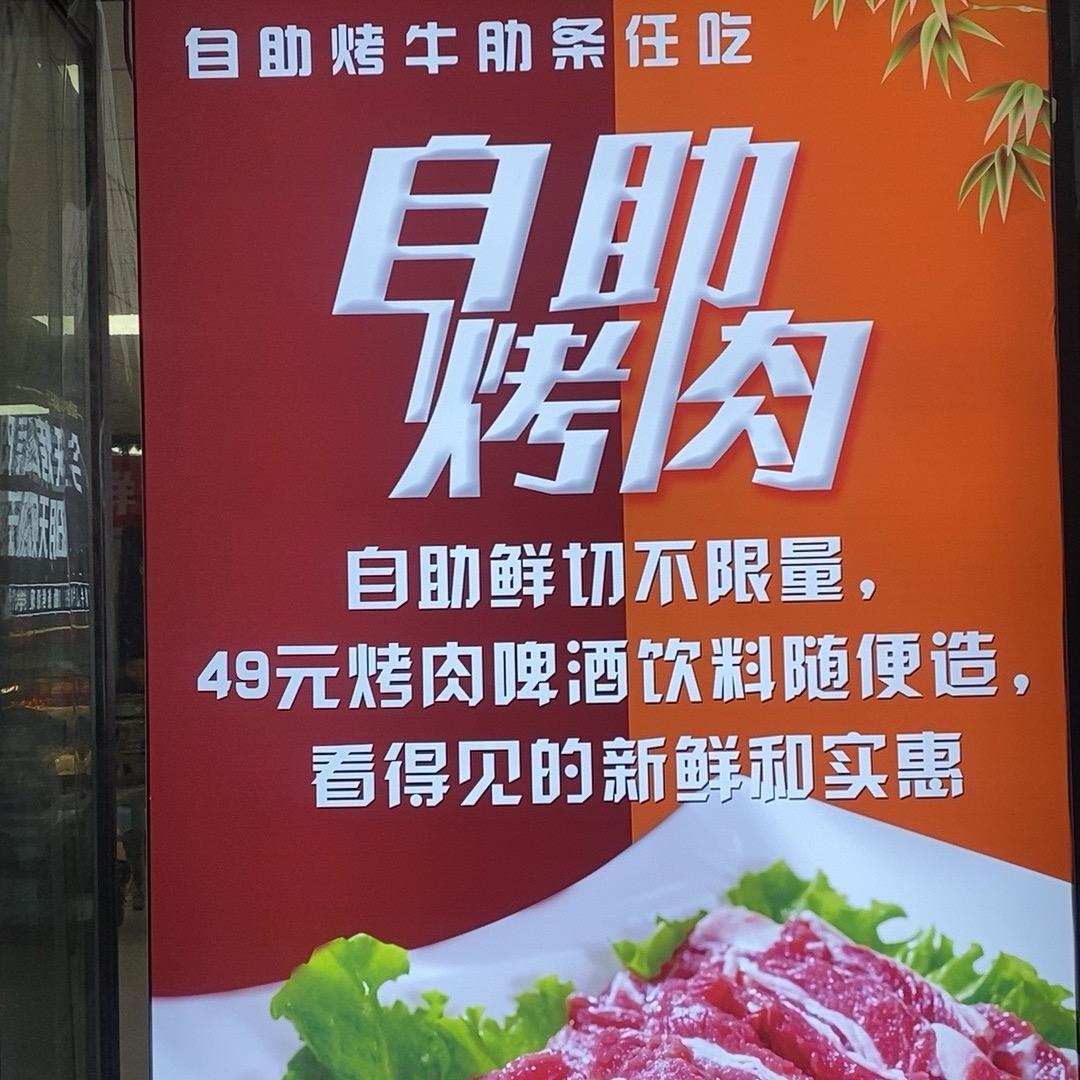 自助烤牛肋条任吃
自助
烤肉
自助鲜切不限量，
49元烤肉啤酒饮料随便造，
看得见的新鲜和实惠